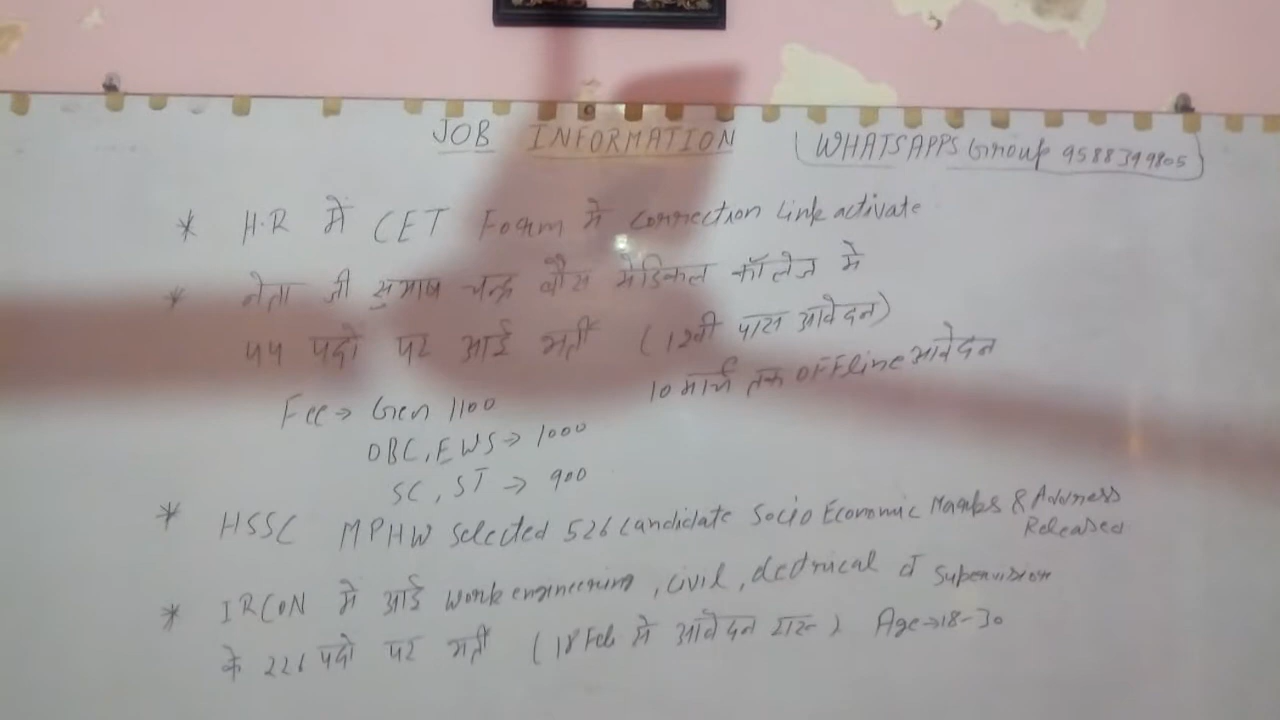 JOB INFORMATION
WHATSAPPS Group 9588399805
* H.R में CET Form में correction link activate
* नेता जी सुभाष चन्द्र बौस मेडिकल कॉलेज में
44 पदो पर आई भर्ती (12वी पास आवेदन)
10 मार्च तक OFFline आवेदन
Fee → Gen 1100
OBC, EWS → 1000
SC, ST → 900
* HSSC MPHW selected 526 candidate Socio Economic Marks & Address
Released
* IRCON में आई work engineering, civil, electrical व supervision
के 226 पदो पर भर्ती (18 Feb से आवेदन) Age → 18-30